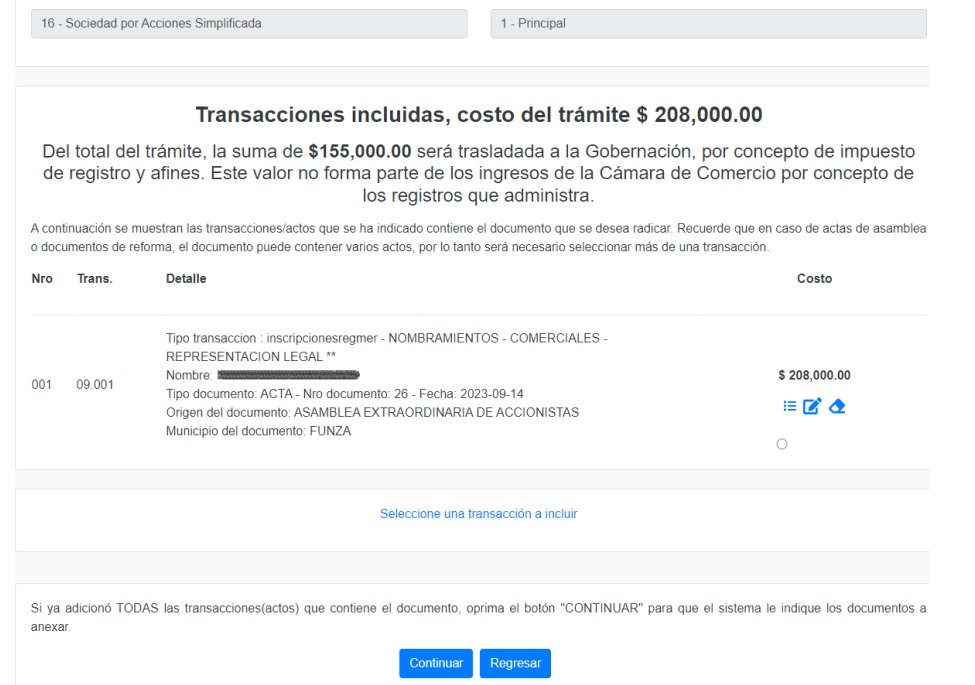 16 - Sociedad por Acciones Simplificada
1 - Principal
Transacciones incluidas, costo del trámite $ 208,000.00
Del total del trámite, la suma de $155,000.00 será trasladada a la Gobernación, por concepto de impuesto
de registro y afines. Este valor no forma parte de los ingresos de la Cámara de Comercio por concepto de
los registros que administra.
A continuación se muestran las transacciones/actos que se ha indicado contiene el documento que se desea radicar. Recuerde que en caso de actas de asamblea
o documentos de reforma, el documento puede contener varios actos, por lo tanto será necesario seleccionar más de una transacción.
Nro Trans. Detalle Costo
Tipo transaccion : inscripcionesregmer - NOMBRAMIENTOS - COMERCIALES -
REPRESENTACION LEGAL **
Nombre:
$ 208,000.00
001 09.001
Tipo documento: ACTA - Nro documento: 26 - Fecha: 2023-09-14
Origen del documento: ASAMBLEA EXTRAORDINARIA DE ACCIONISTAS
Municipio del documento: FUNZA
Seleccione una transacción a incluir
Si ya adicionó TODAS las transacciones(actos) que contiene el documento, oprima el botón "CONTINUAR" para que el sistema le indique los documentos a
anexar.
Continuar Regresar